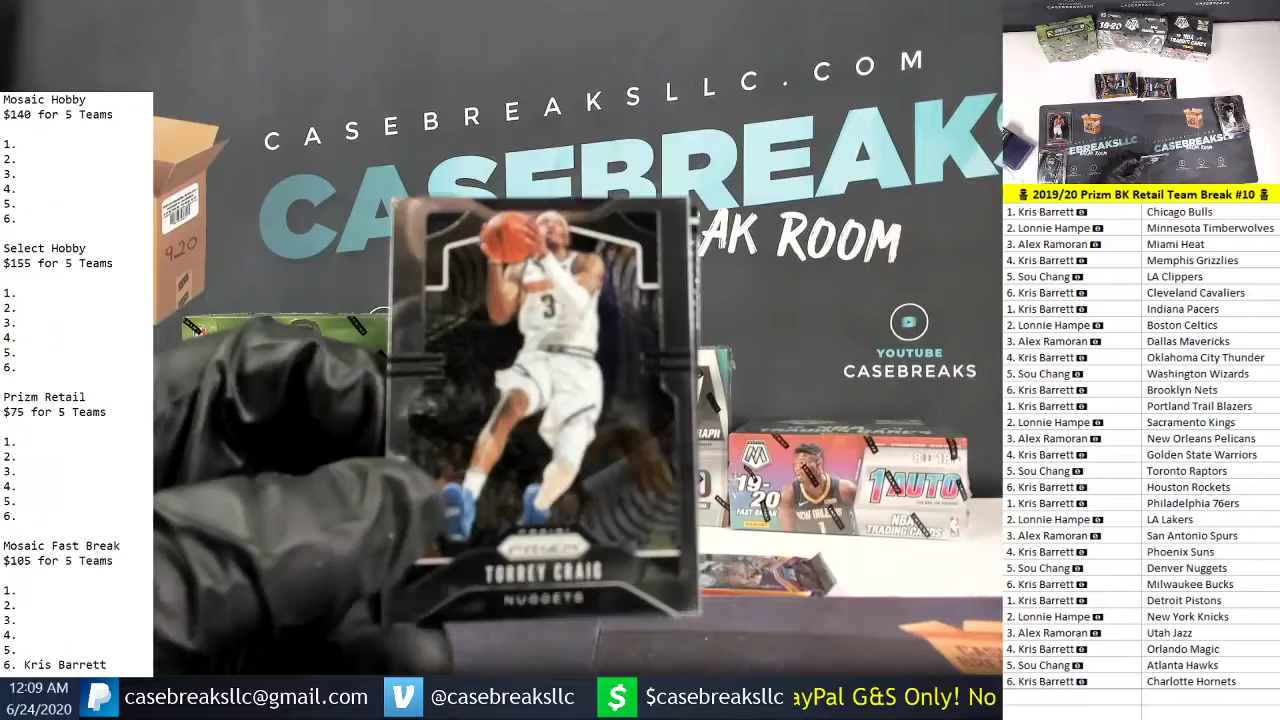 Mosaic Hobby
$140 for 5 Teams
1.
2.
3.
4.
5.
6.
Select Hobby
$155 for 5 Teams
1.
2.
3.
4.
5.
6.
Prizm Retail
$75 for 5 Teams
1.
2.
3.
4.
5.
6.
Mosaic Fast Break
$105 for 5 Teams
1.
2.
3.
4.
5.
6. Kris Barrett
12:09 AM
6/24/2020
CASEBREAKSLLC.COM
CASEBREAKS
AK ROOM
920
YOUTUBE
CASEBREAKS
3
PRIZM
TORREY CRAIG
NUGGETS
RAPH
19-20
FAST BREAK
NEW ORLEANS
1
1 AUTO
NBA
TRADING CARDS
casebreaksllc@gmail.com
@casebreaksllc
$casebreaksllc
ayPal G&S Only! No
19-20
CASEBREAKSLLC
BREAK ROOM
2019/20 Prizm BK Retail Team Break #10
1. Kris Barrett Chicago Bulls
2. Lonnie Hampe Minnesota Timberwolves
3. Alex Ramoran Miami Heat
4. Kris Barrett Memphis Grizzlies
5. Sou Chang LA Clippers
6. Kris Barrett Cleveland Cavaliers
1. Kris Barrett Indiana Pacers
2. Lonnie Hampe Boston Celtics
3. Alex Ramoran Dallas Mavericks
4. Kris Barrett Oklahoma City Thunder
5. Sou Chang Washington Wizards
6. Kris Barrett Brooklyn Nets
1. Kris Barrett Portland Trail Blazers
2. Lonnie Hampe Sacramento Kings
3. Alex Ramoran New Orleans Pelicans
4. Kris Barrett Golden State Warriors
5. Sou Chang Toronto Raptors
6. Kris Barrett Houston Rockets
1. Kris Barrett Philadelphia 76ers
2. Lonnie Hampe LA Lakers
3. Alex Ramoran San Antonio Spurs
4. Kris Barrett Phoenix Suns
5. Sou Chang Denver Nuggets
6. Kris Barrett Milwaukee Bucks
1. Kris Barrett Detroit Pistons
2. Lonnie Hampe New York Knicks
3. Alex Ramoran Utah Jazz
4. Kris Barrett Orlando Magic
5. Sou Chang Atlanta Hawks
6. Kris Barrett Charlotte Hornets